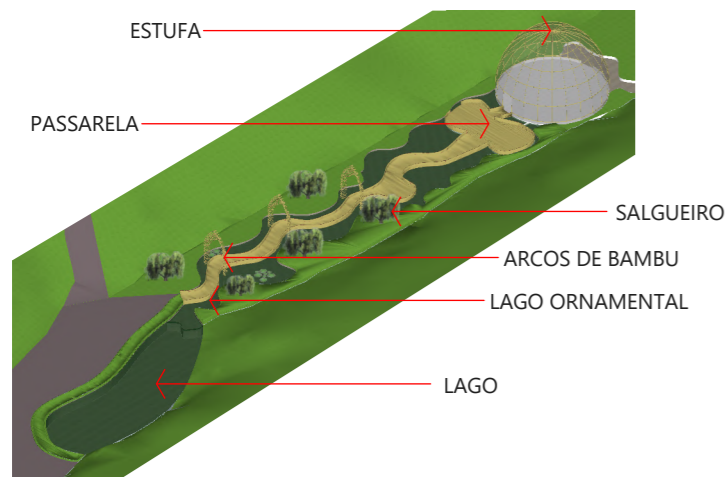 ESTUFA
PASSARELA
SALGUEIRO
ARCOS DE BAMBU
LAGO ORNAMENTAL
LAGO